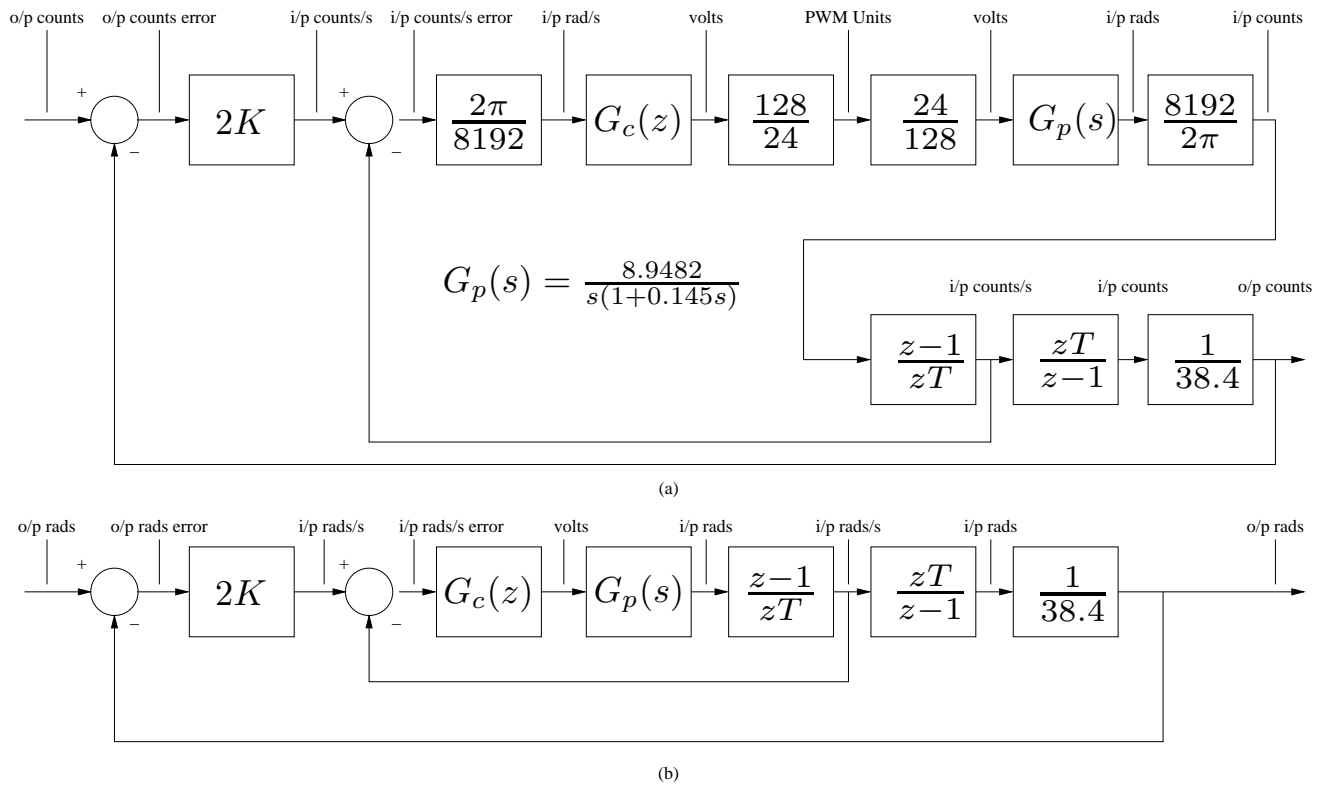 o/p counts o/p counts error i/p counts/s i/p counts/s error i/p rad/s volts PWM Units volts i/p rads i/p counts
+ − 2K + − 2π/8192 G_c(z) 128/24 24/128 G_p(s) 8192/2π
G_p(s) = 8.9482/s(1+0.145s)
i/p counts/s i/p counts o/p counts
z−1/zT zT/z−1 1/38.4
(a)
o/p rads o/p rads error i/p rads/s i/p rads/s error volts i/p rads i/p rads/s i/p rads o/p rads
+ − 2K + − G_c(z) G_p(s) z−1/zT zT/z−1 1/38.4
(b)